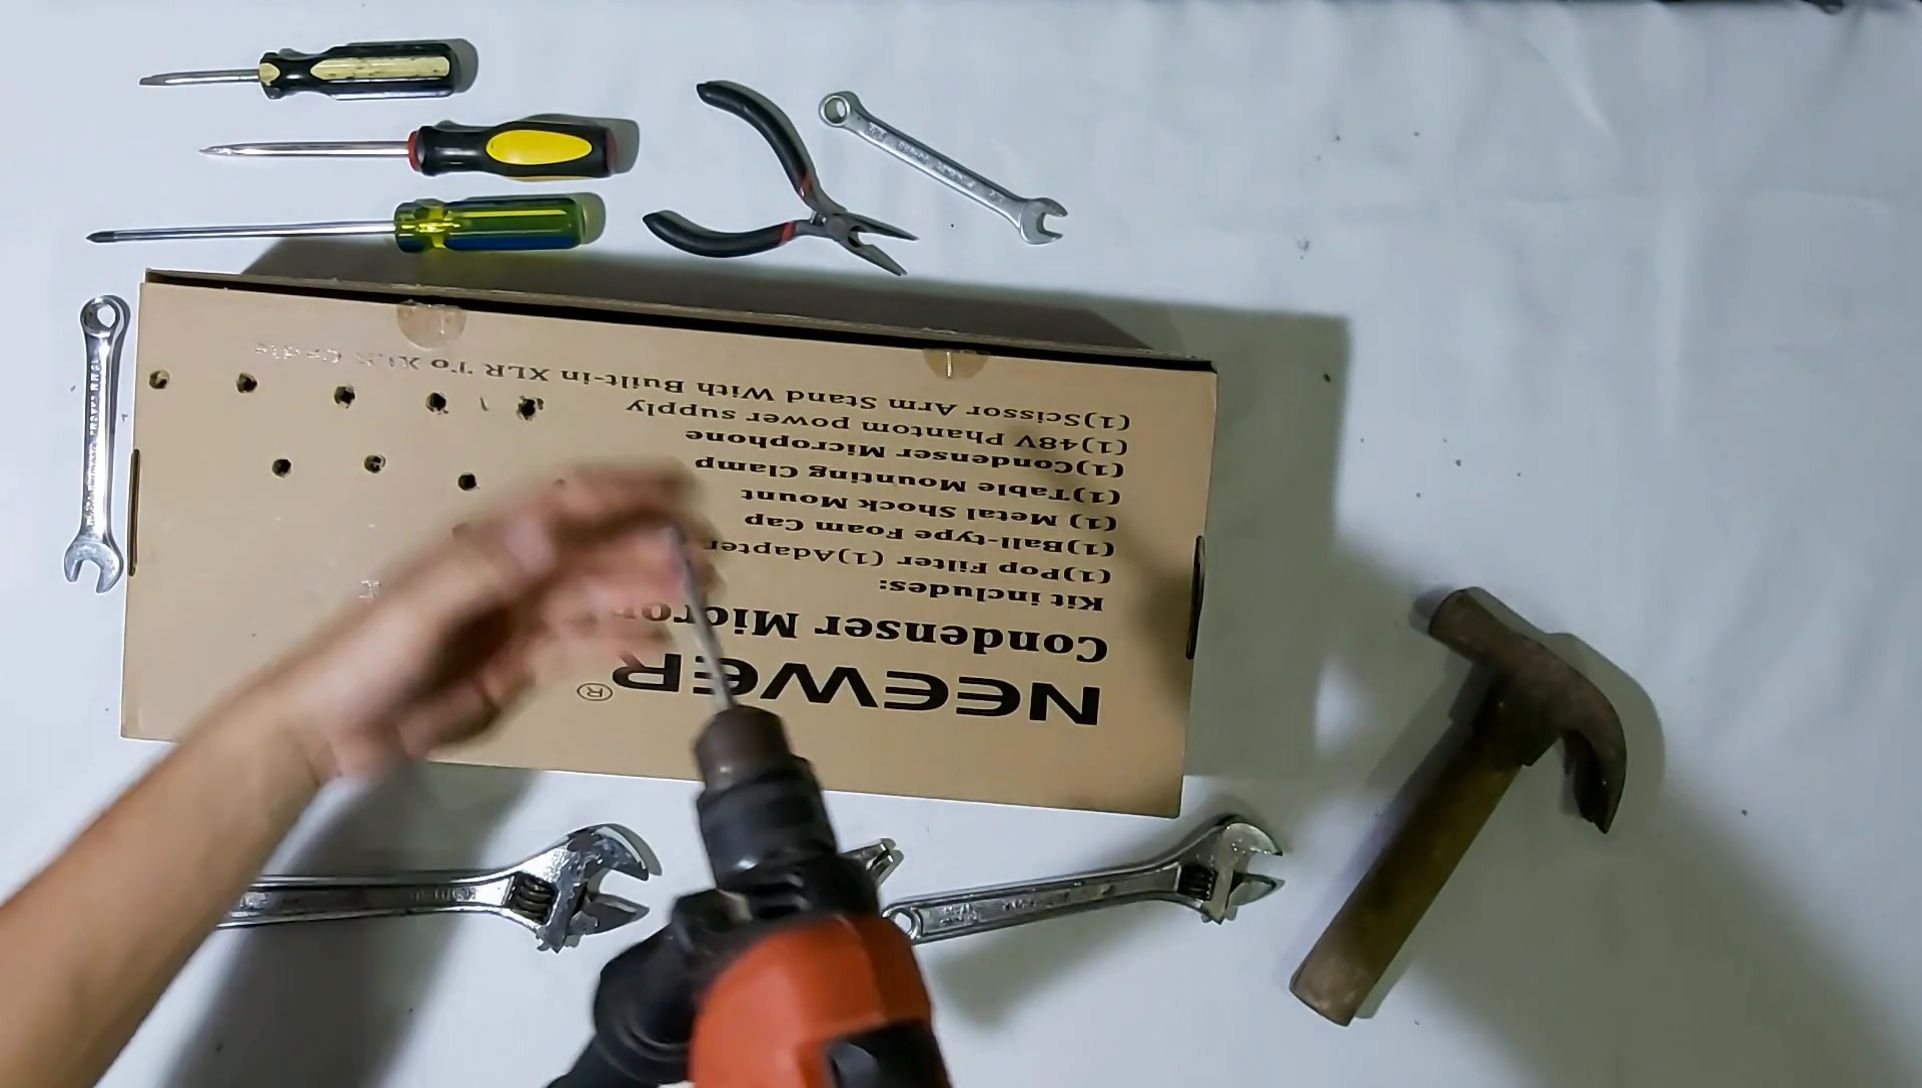 NEEWER®
Condenser
Kit includes:
(1)Pop Filter (1)Adapter
(1)Ball-type Foam Cap
(1) Metal Shock Mount
(1)Table Mounting Clamp
(1)Condenser Microphone
(1)48V Phantom power supply
(1)Scissor Arm Stand With Built-in XLR To XLR Cable